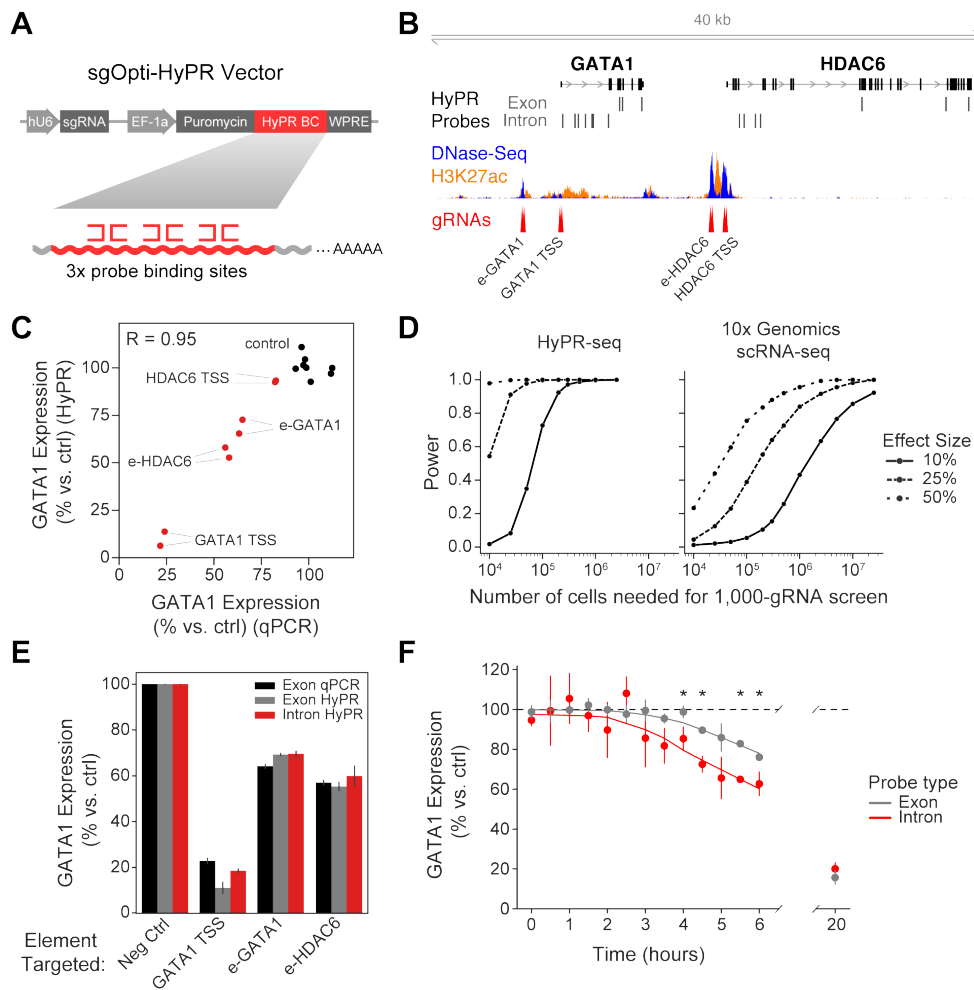 A
sgOpti-HyPR Vector
hU6 sgRNA EF-1a Puromycin HyPR BC WPRE
...AAAAA
3x probe binding sites
B
40 kb
GATA1 HDAC6
HyPR Exon
Probes Intron
DNase-Seq
H3K27ac
gRNAs
e-GATA1 GATA1 TSS e-HDAC6 HDAC6 TSS
C
GATA1 Expression
(% vs. ctrl) (HyPR)
100
75
50
25
0
R = 0.95
control
HDAC6 TSS
e-GATA1
e-HDAC6
GATA1 TSS
0 25 50 75 100
GATA1 Expression
(% vs. ctrl) (qPCR)
D
HyPR-seq
10x Genomics
scRNA-seq
Power
1.0
0.8
0.6
0.4
0.2
0.0
10⁴ 10⁵ 10⁶ 10⁷ 10⁴ 10⁵ 10⁶ 10⁷
Number of cells needed for 1,000-gRNA screen
Effect Size
10%
25%
50%
E
GATA1 Expression
(% vs. ctrl)
100
80
60
40
20
0
Exon qPCR
Exon HyPR
Intron HyPR
Element
Targeted:
Neg Ctrl GATA1 TSS e-GATA1 e-HDAC6
F
GATA1 Expression
(% vs. ctrl)
120
100
80
60
40
20
0
* * * *
0 1 2 3 4 5 6 20
Time (hours)
Probe type
Exon
Intron